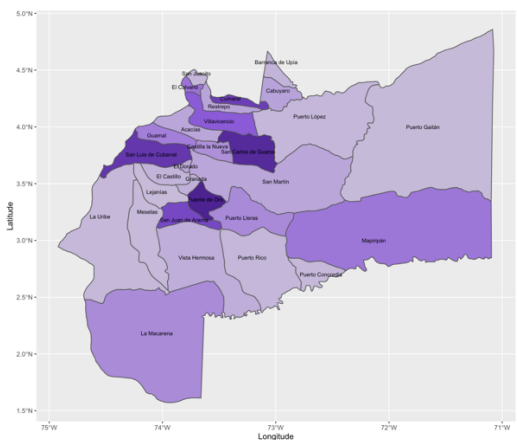 5.0°N
4.5°N
4.0°N
3.5°N
3.0°N
2.5°N
2.0°N
1.5°N
Latitude
75°W
74°W
73°W
72°W
71°W
Longitude
Barranca de Upía
San Juanito
El Calvario
Cabuyaro
Cumaral
Restrepo
Puerto López
Villavicencio
Puerto Gaitán
Acacias
Guamal
Castilla la Nueva
San Carlos de Guaroa
San Luis de Cubarral
El Dorado
El Castillo
Granada
San Martín
Lejanías
Fuente de Oro
Mesetas
La Uribe
San Juan de Arama
Puerto Lleras
Mapiripán
Vista Hermosa
Puerto Rico
Puerto Concordia
La Macarena